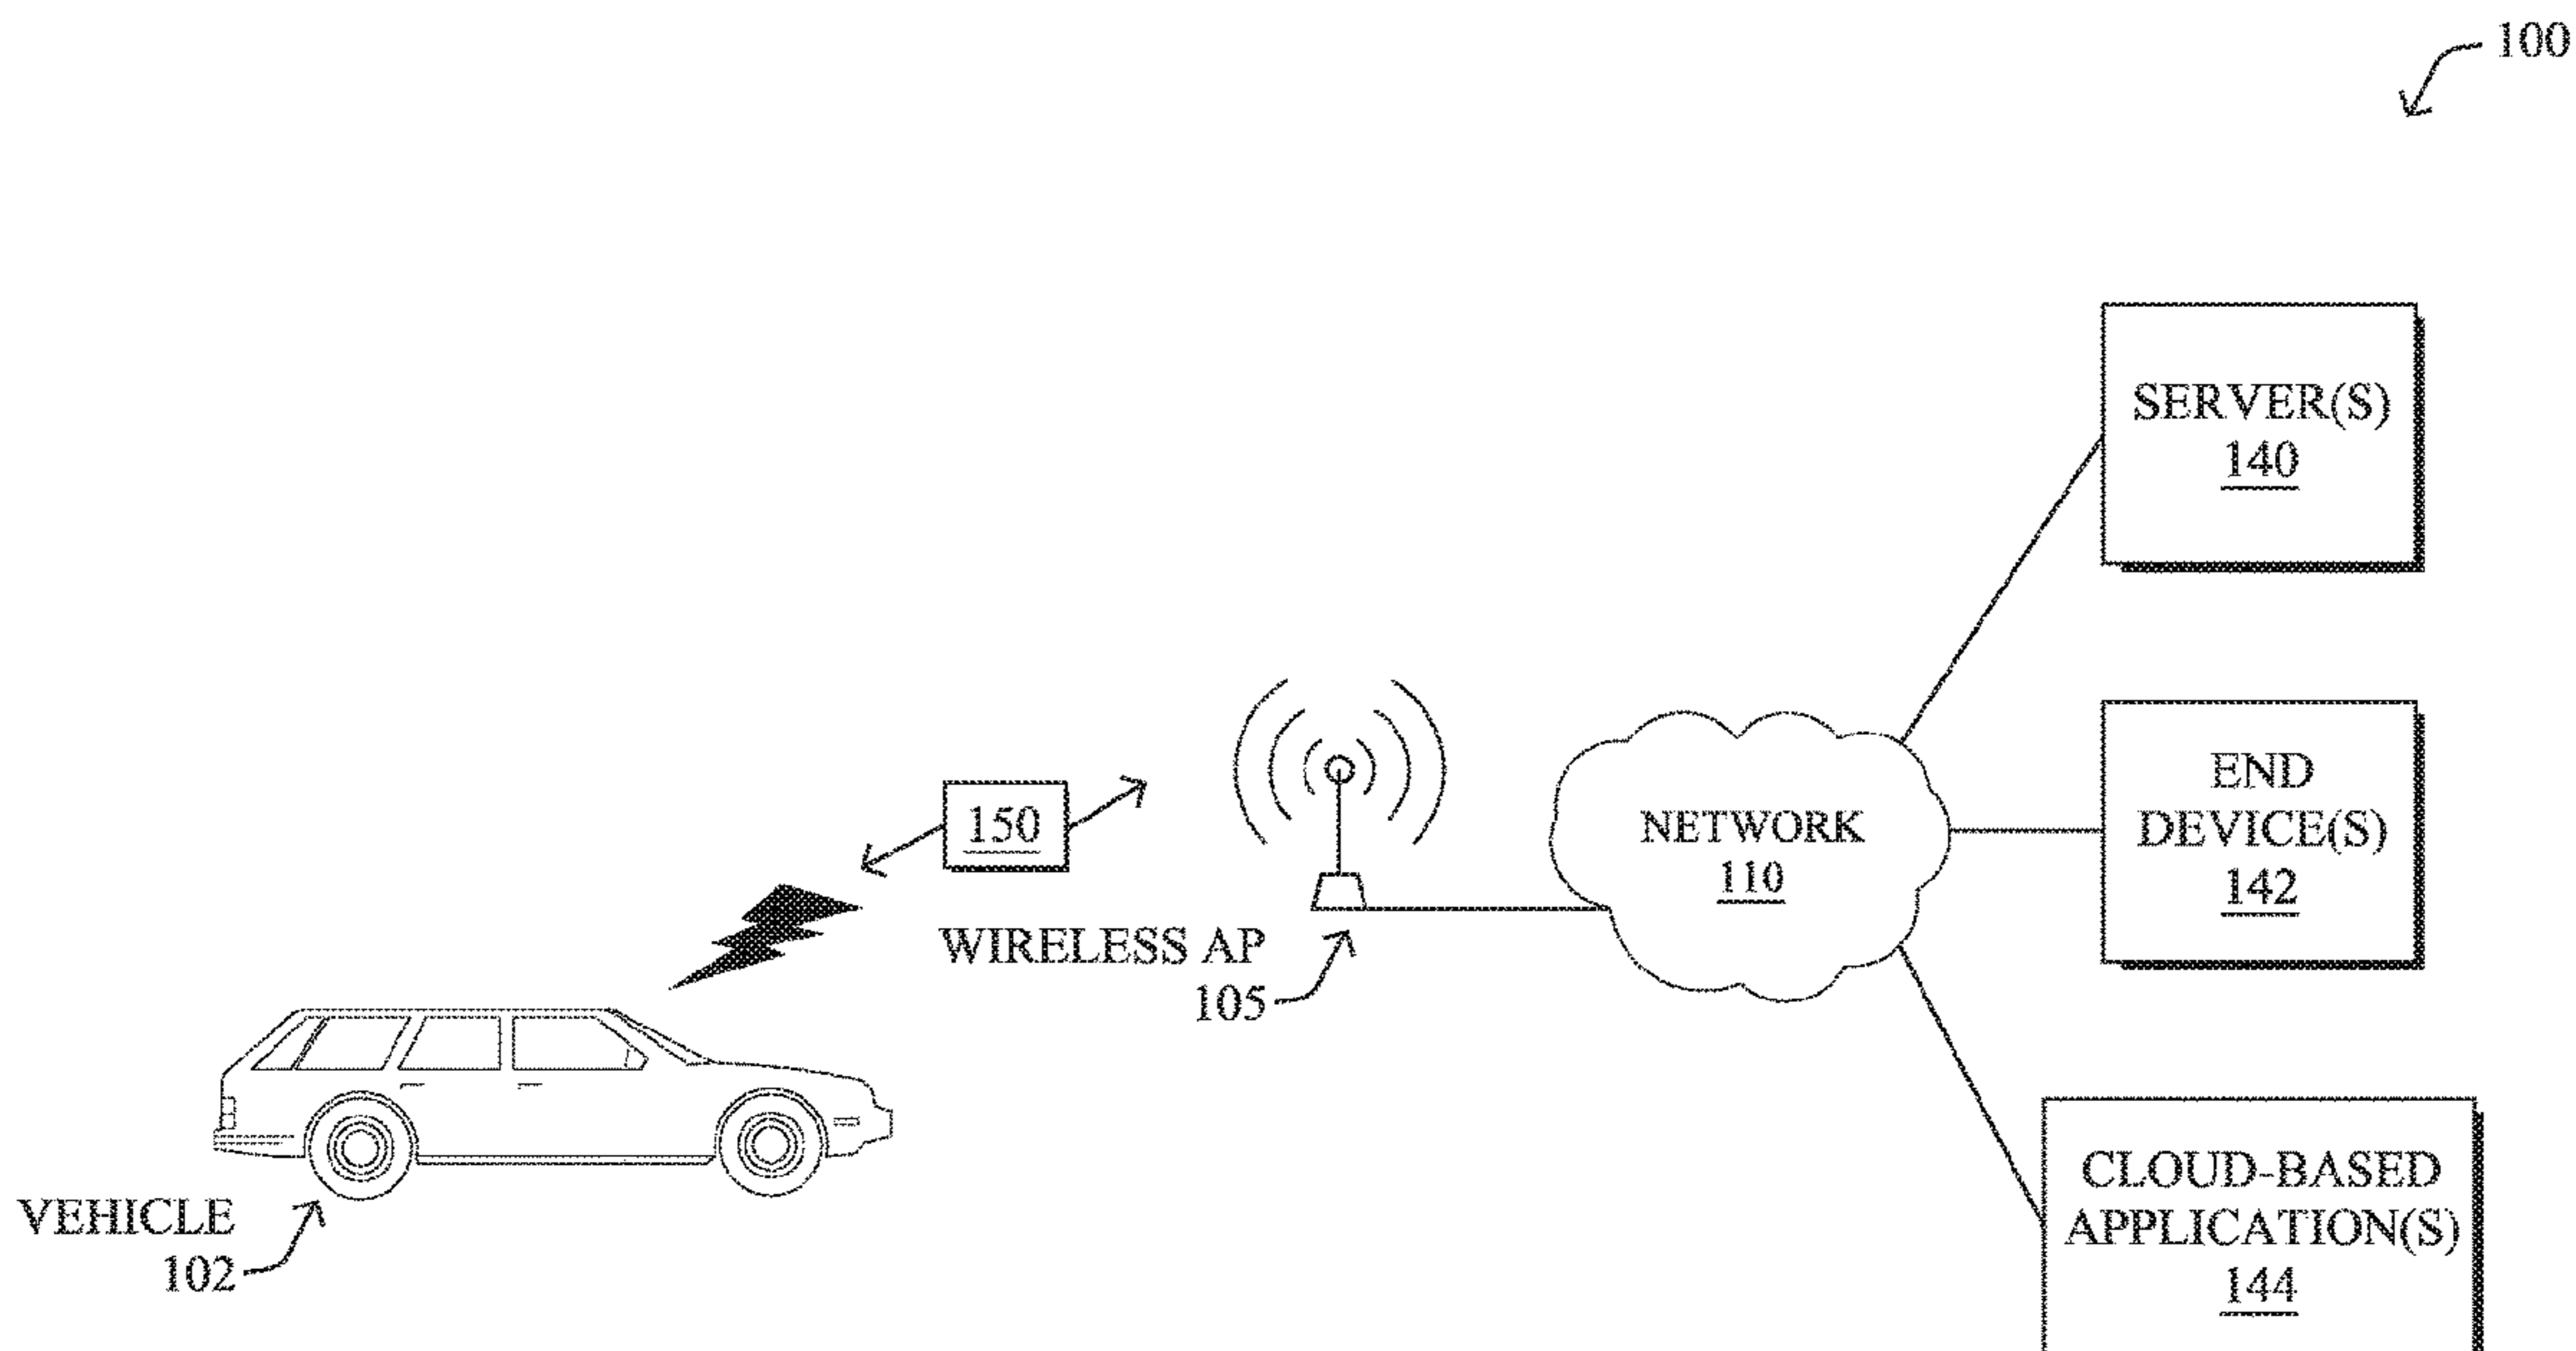 100
SERVER(S)
140
END
DEVICE(S)
142
150
NETWORK
110
WIRELESS AP
105
CLOUD-BASED
APPLICATION(S)
144
VEHICLE
102